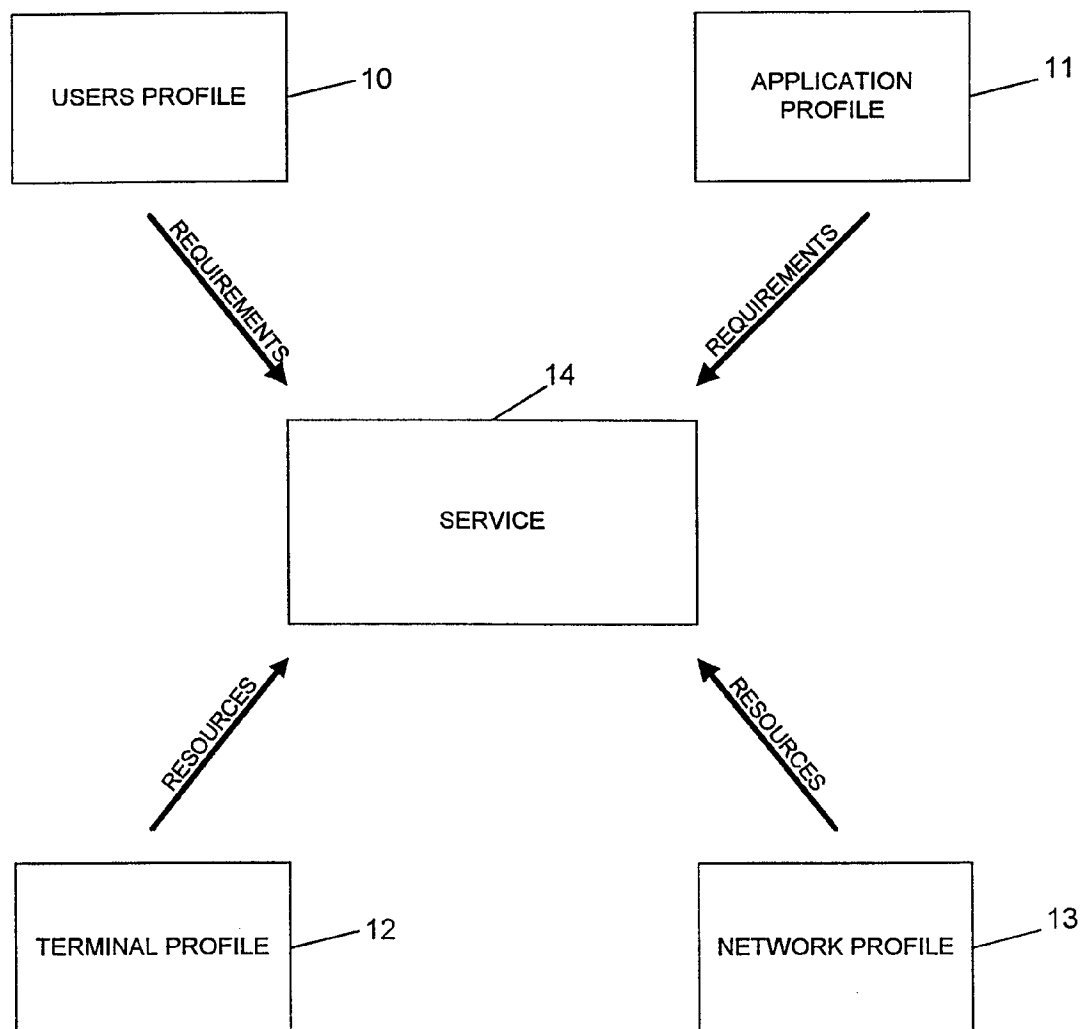 USERS PROFILE
10
APPLICATION
PROFILE
11
REQUIREMENTS
REQUIREMENTS
14
SERVICE
RESOURCES
RESOURCES
TERMINAL PROFILE
12
NETWORK PROFILE
13